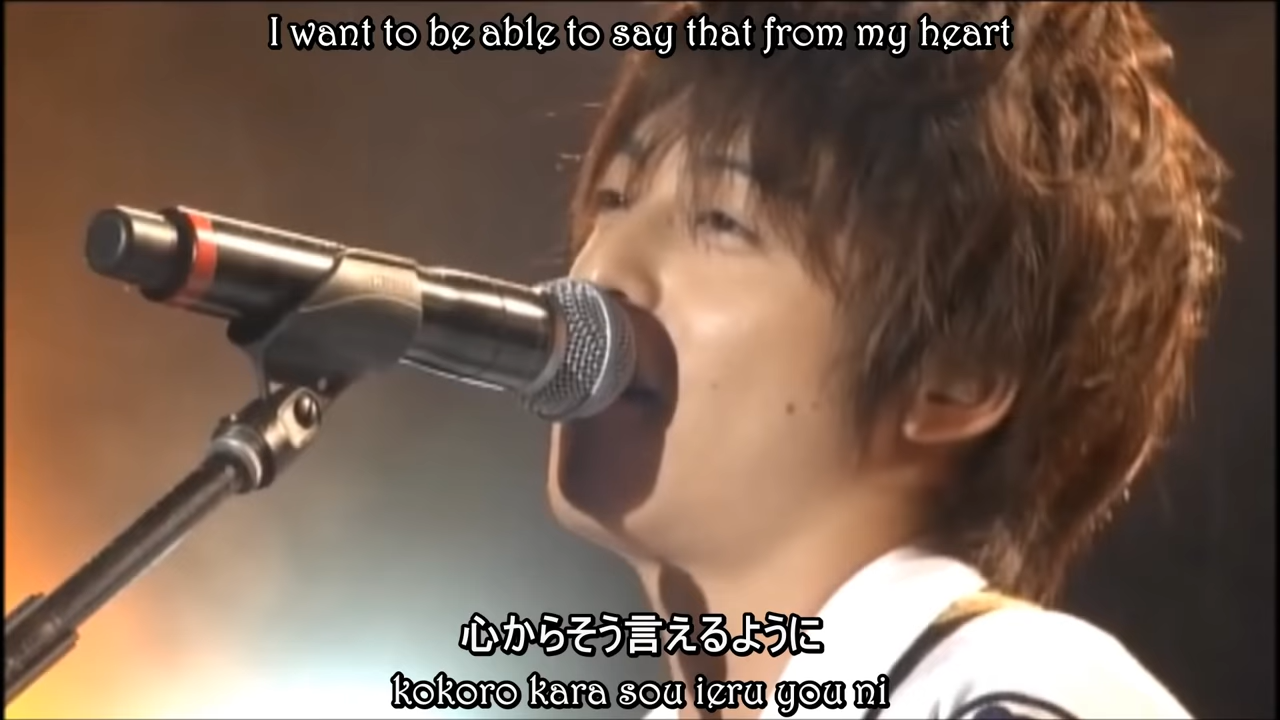 I want to be able to say that from my heart
心からそう言えるように
kokoro kara sou ieru you ni